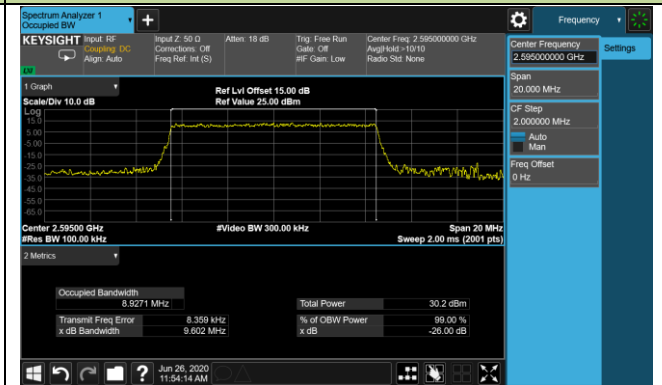 Spectrum Analyzer 1
Occupied BW
+
Frequency
KEYSIGHT
Input: RF
Coupling: DC
Align: Auto
Input Z: 50 Ω
Corrections: Off
Freq Ref: Int (S)
Atten: 18 dB
Trig: Free Run
Gate: Off
#IF Gain: Low
Center Freq: 2.595000000 GHz
Avg|Hold:>10/10
Radio Std: None
Center Frequency
2.595000000 GHz
Settings
Span
20.000 MHz
CF Step
2.000000 MHz
Auto
Man
Freq Offset
0 Hz
1 Graph
Scale/Div 10.0 dB
Ref Lvl Offset 15.00 dB
Ref Value 25.00 dBm
Log
15.0
5.00
-5.00
-15.0
-25.0
-35.0
-45.0
-55.0
-65.0
Center 2.59500 GHz
#Video BW 300.00 kHz
Span 20 MHz
#Res BW 100.00 kHz
Sweep 2.00 ms (2001 pts)
2 Metrics
Occupied Bandwidth
8.9271 MHz
Total Power
30.2 dBm
Transmit Freq Error
8.359 kHz
% of OBW Power
99.00 %
x dB Bandwidth
9.602 MHz
x dB
-26.00 dB
?
Jun 26, 2020
11:54:14 AM